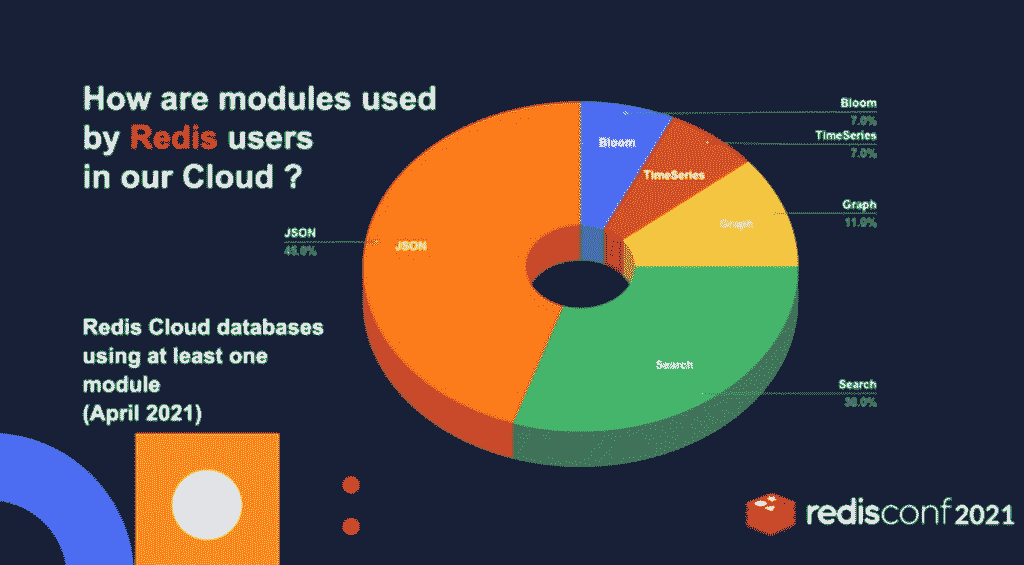 How are modules used
by Redis users
in our Cloud ?
Bloom
7.0%
TimeSeries
7.0%
Graph
11.0%
Search
30.0%
JSON
45.0%
Bloom
TimeSeries
Graph
Search
JSON
Redis Cloud databases
using at least one
module
(April 2021)
redisconf 2021